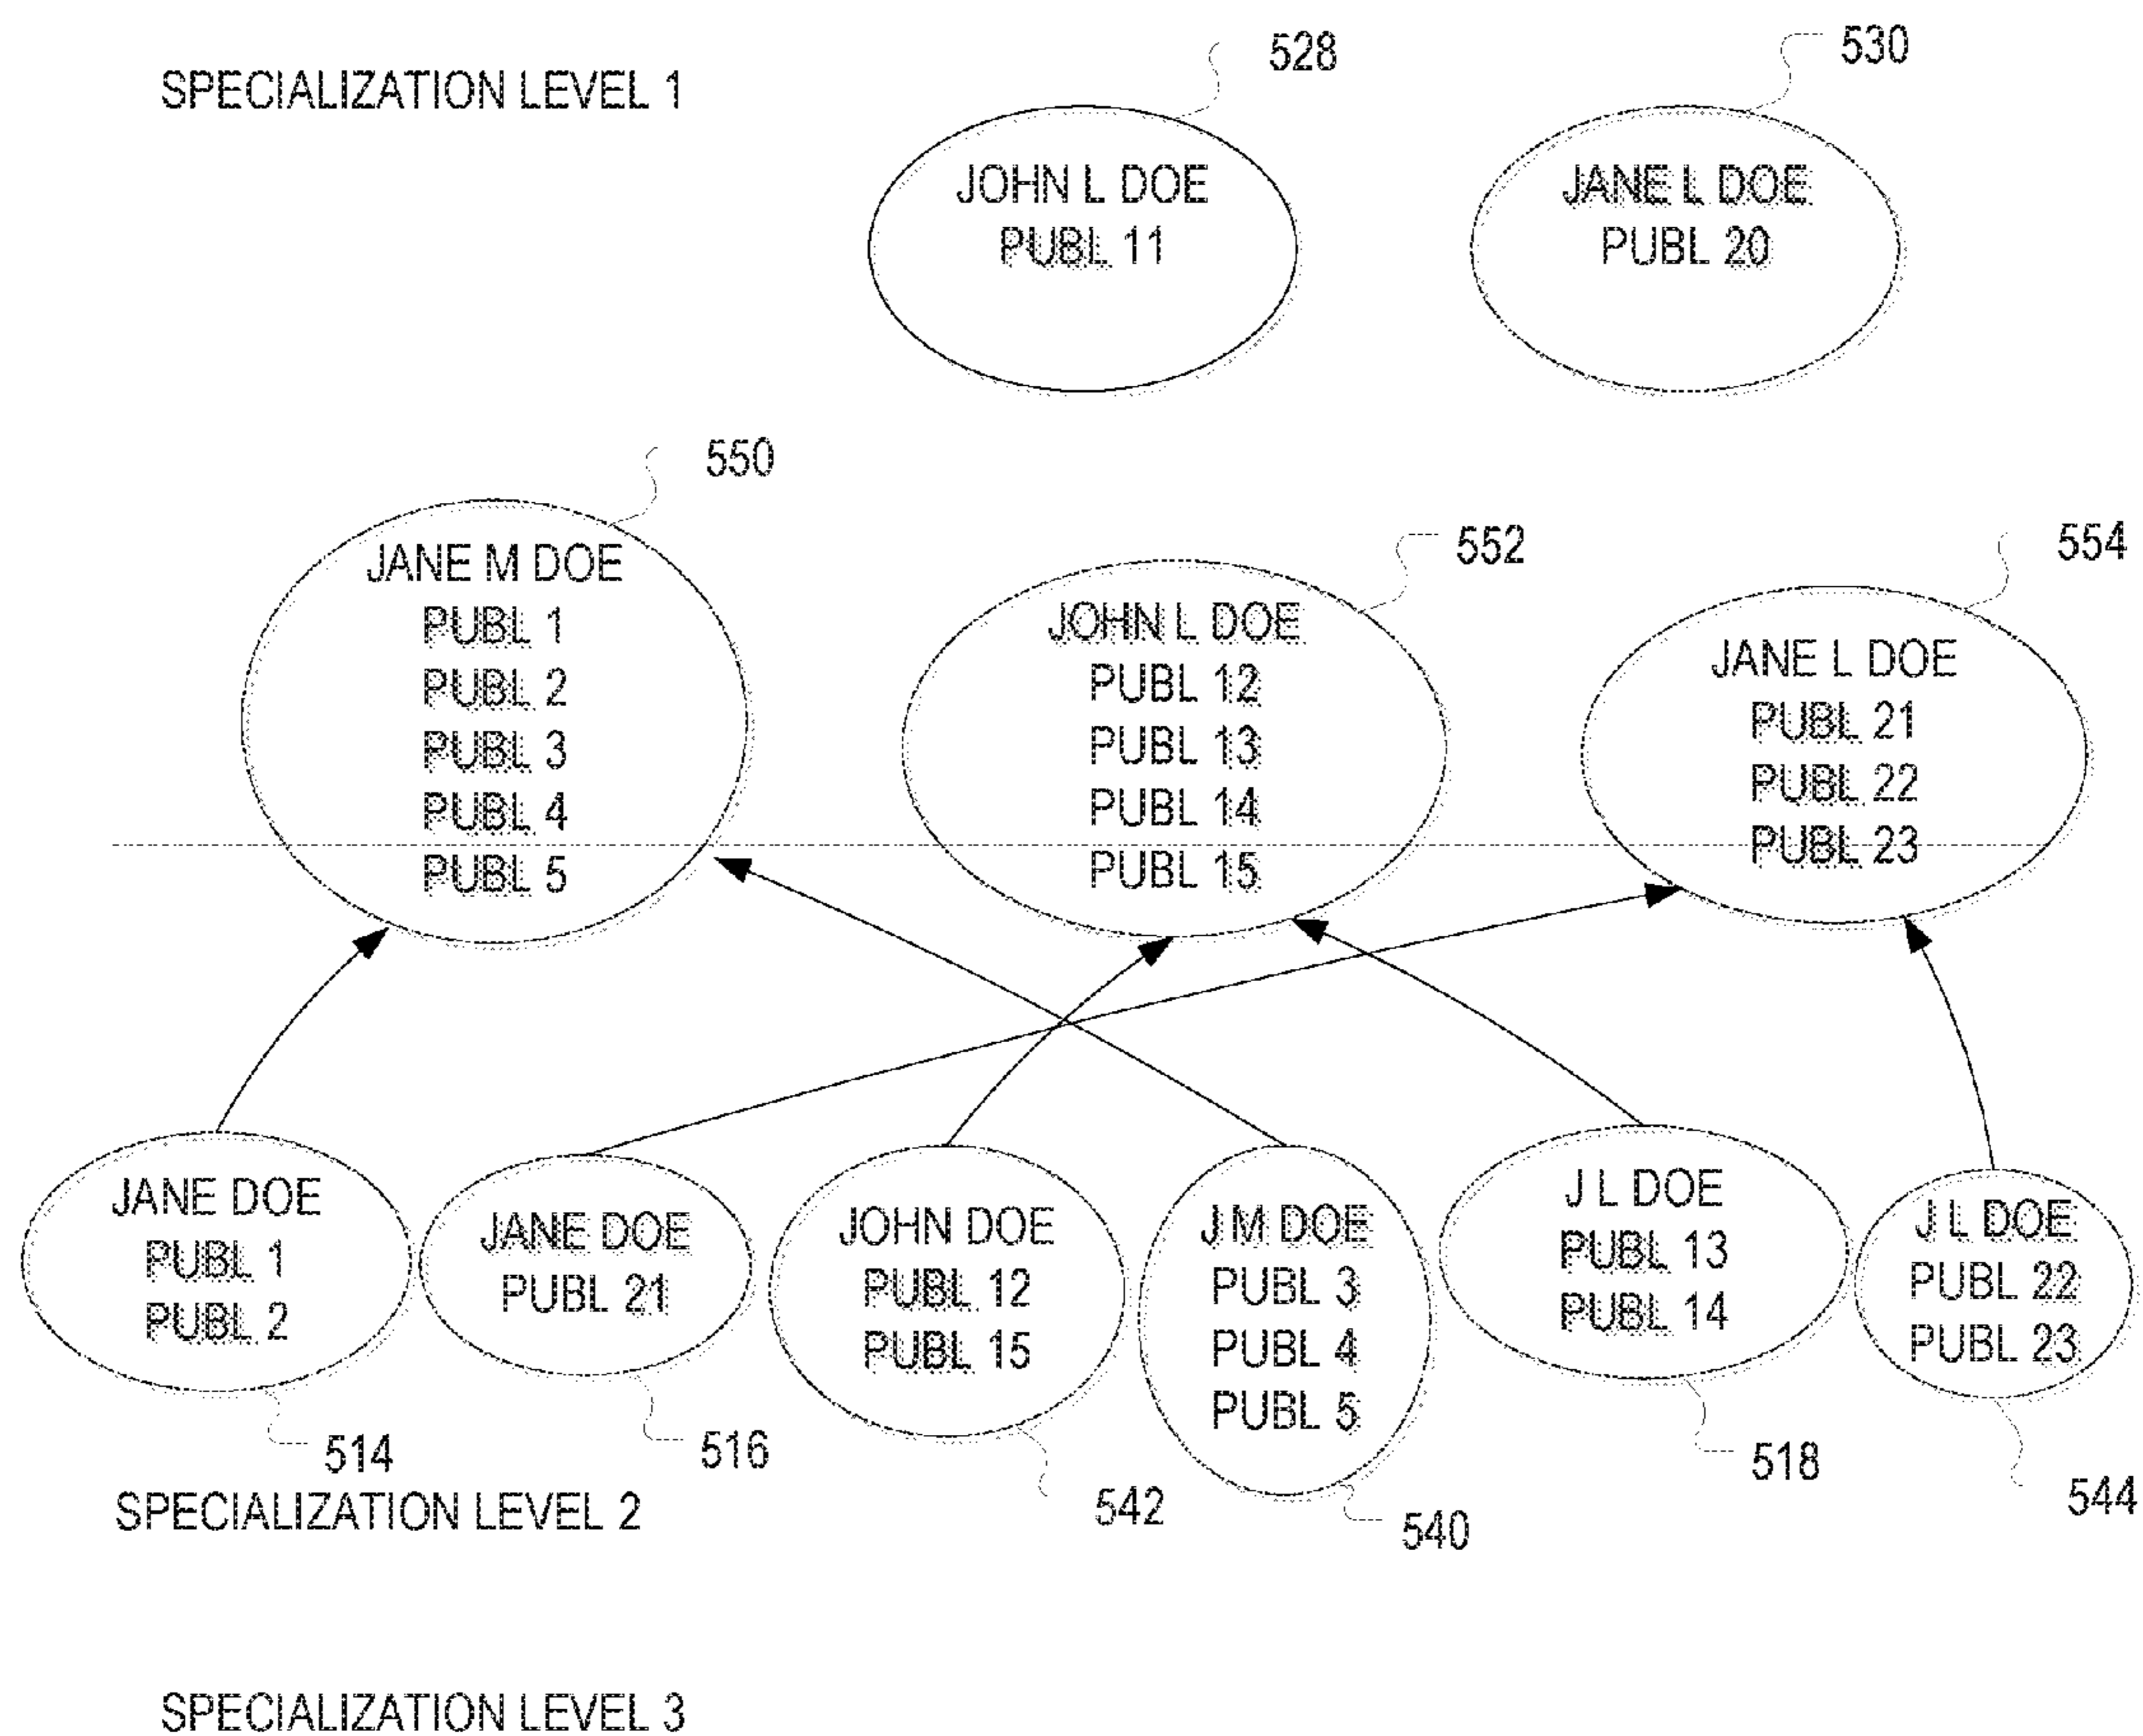 SPECIALIZATION LEVEL 1
528
530
JOHN L DOE
PUBL 11
JANE L DOE
PUBL 20
550
552
554
JANE M DOE
PUBL 1
PUBL 2
PUBL 3
PUBL 4
PUBL 5
JOHN L DOE
PUBL 12
PUBL 13
PUBL 14
PUBL 15
JANE L DOE
PUBL 21
PUBL 22
PUBL 23
JANE DOE
PUBL 1
PUBL 2
JANE DOE
PUBL 21
JOHN DOE
PUBL 12
PUBL 15
J M DOE
PUBL 3
PUBL 4
PUBL 5
J L DOE
PUBL 13
PUBL 14
J L DOE
PUBL 22
PUBL 23
514
516
542
540
518
544
SPECIALIZATION LEVEL 2
SPECIALIZATION LEVEL 3